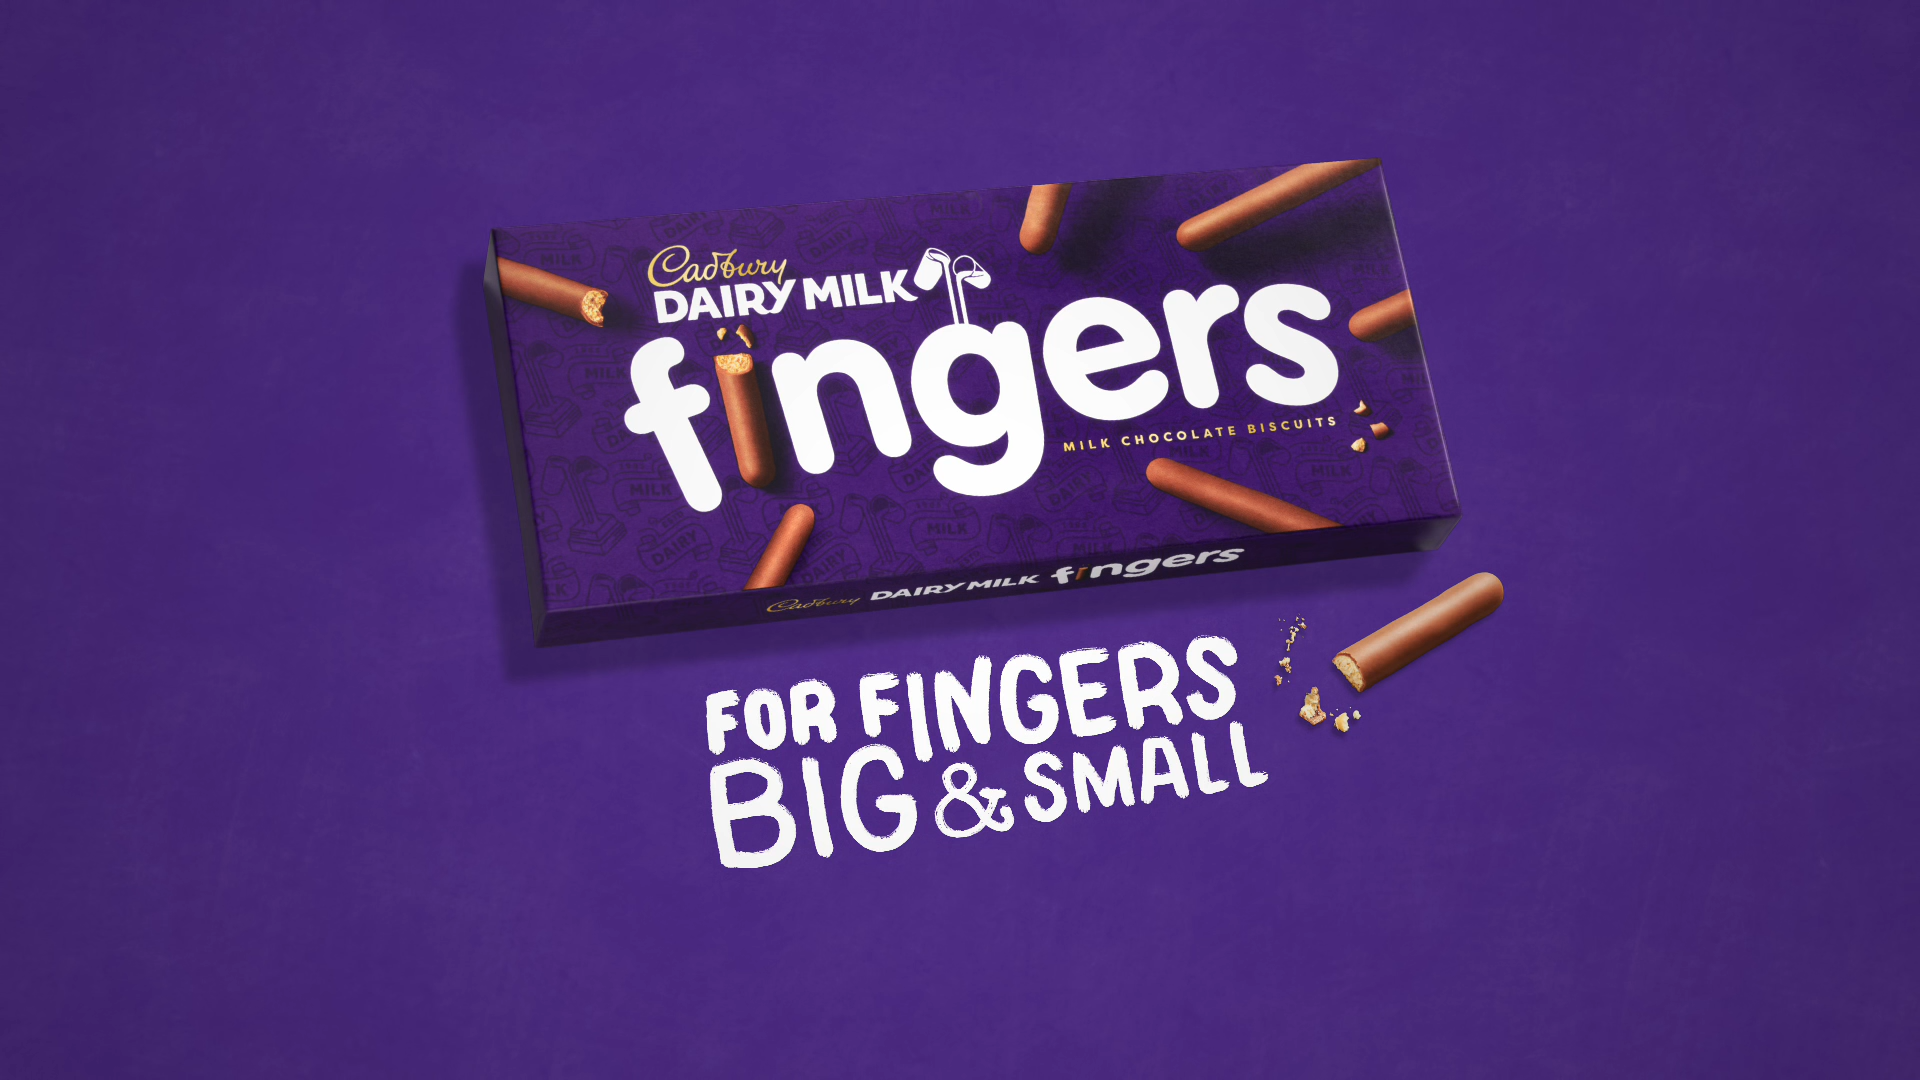 Cadbury
DAIRY MILK
fingers
MILK CHOCOLATE BISCUITS
Cadbury DAIRY MILK fingers
FOR FINGERS
BIG & SMALL